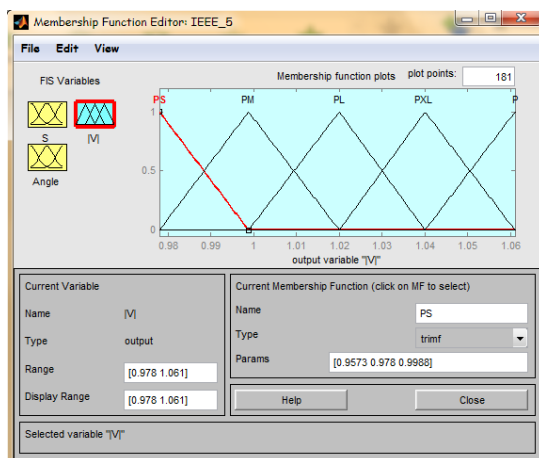 Membership Function Editor: IEEE_5
File Edit View
FIS Variables
Membership function plots plot points: 181
S |V|
Angle
PS PM PL PXL P
1
0.5
0
0.98 0.99 1 1.01 1.02 1.03 1.04 1.05 1.06
output variable "|V|"
Current Variable
Name |V|
Type output
Range [0.978 1.061]
Display Range [0.978 1.061]
Current Membership Function (click on MF to select)
Name PS
Type trimf
Params [0.9573 0.978 0.9988]
Help Close
Selected variable "|V|"